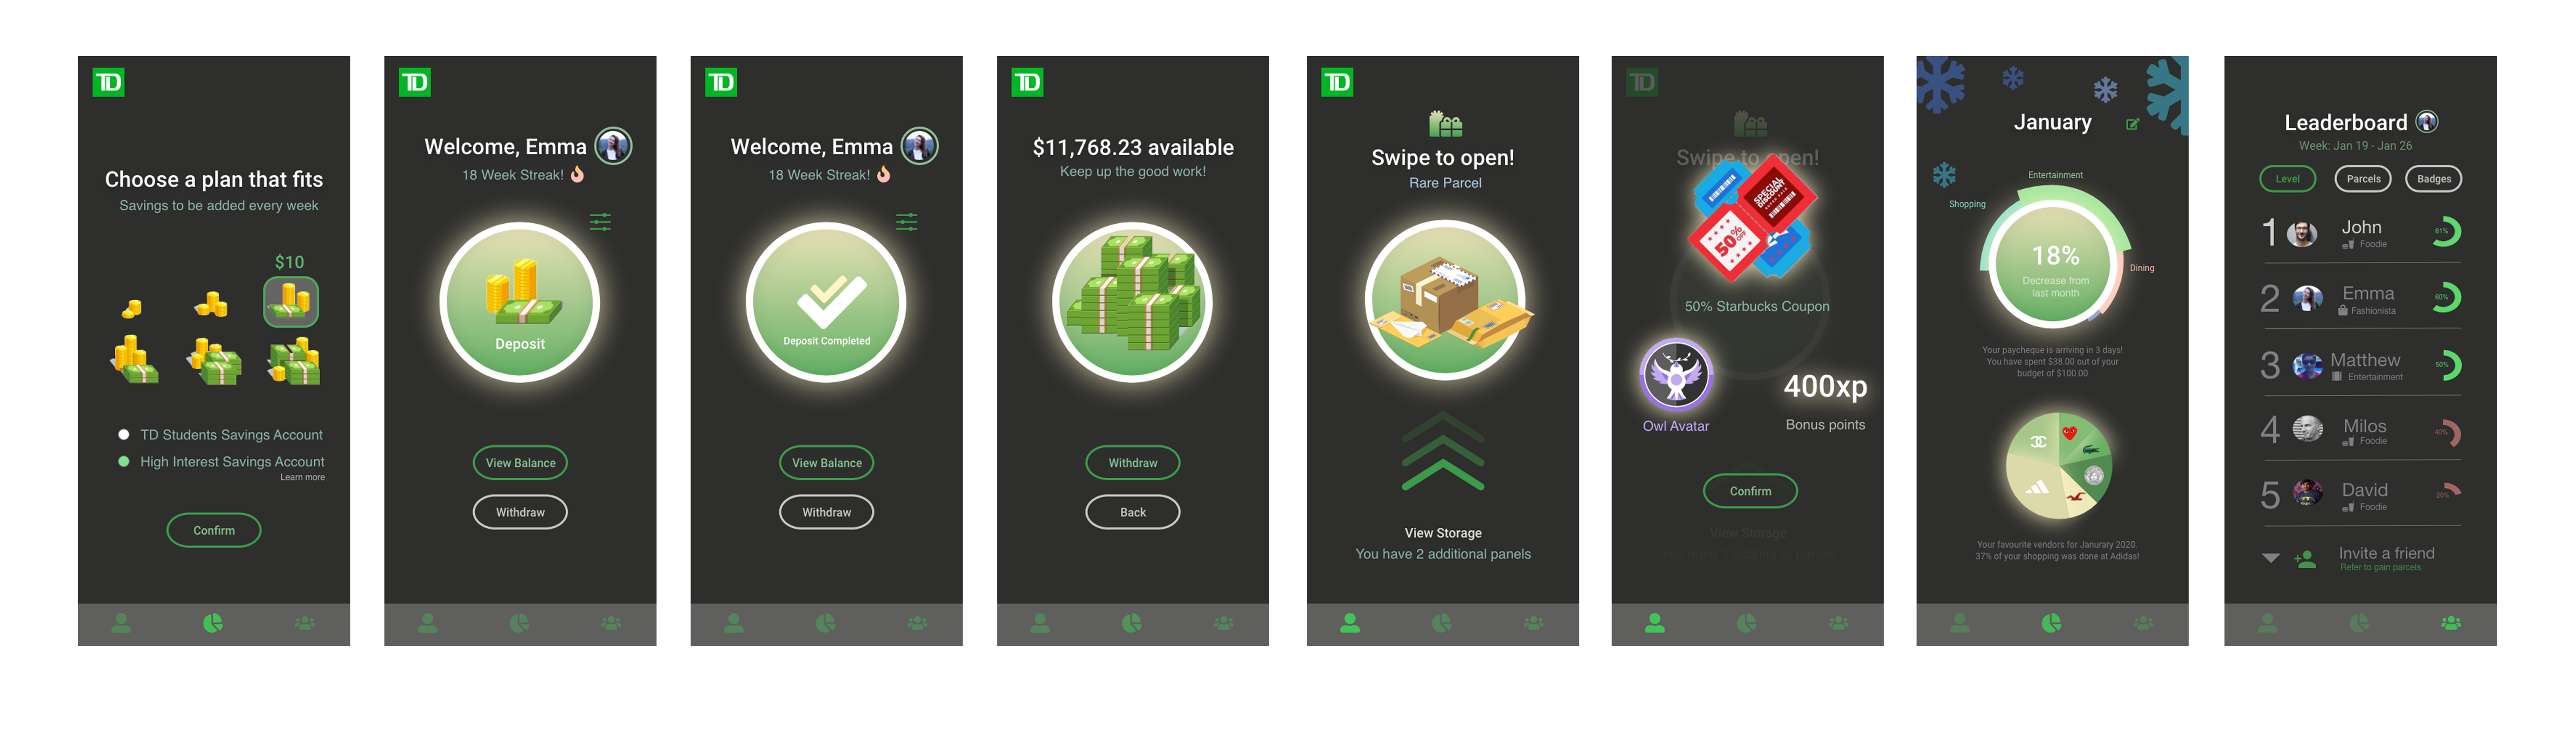 TD
Choose a plan that fits
Savings to be added every week
$10
TD Students Savings Account
High Interest Savings Account
Learn more
Confirm
TD
Welcome, Emma
18 Week Streak!
Deposit
View Balance
Withdraw
TD
Welcome, Emma
18 Week Streak!
Deposit Completed
View Balance
Withdraw
TD
$11,768.23 available
Keep up the good work!
Withdraw
Back
TD
Swipe to open!
Rare Parcel
View Storage
You have 2 additional panels
TD
Swipe to open!
SPECIAL
DISCOUNT
50%
OFF
50% Starbucks Coupon
Owl Avatar
400xp
Bonus points
Confirm
View Storage
You have 2 additional panels
January
Entertainment
Shopping
Dining
18%
Decrease from
last month
Your paycheque is arriving in 3 days!
You have spent $38.00 out of your
budget of $100.00
Your favourite vendors for Janurary 2020.
37% of your shopping was done at Adidas!
Leaderboard
Week: Jan 19 - Jan 26
Level
Parcels
Badges
1 John 61%
Foodie
2 Emma 60%
Fashionista
3 Matthew 50%
Entertainment
4 Milos 40%
Foodie
5 David 20%
Foodie
Invite a friend
Refer to gain parcels